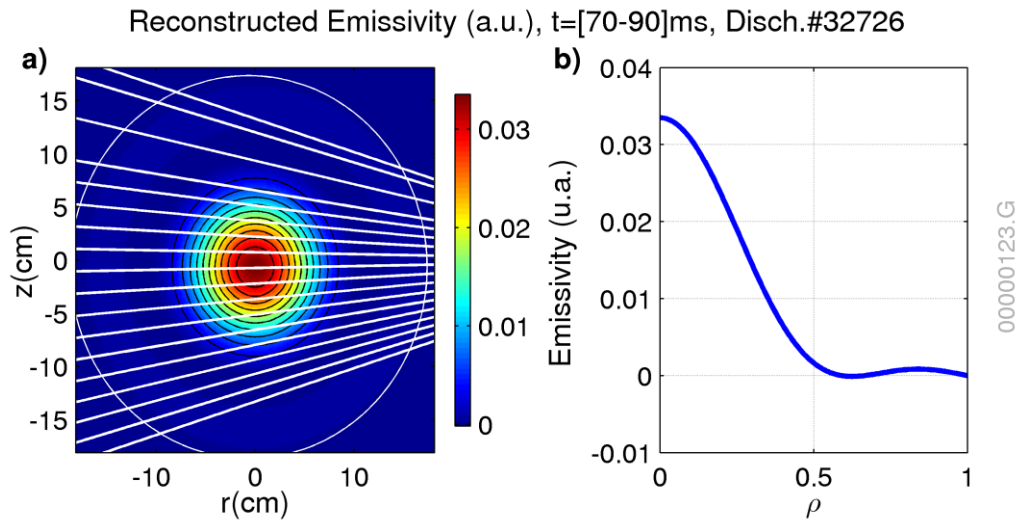 Reconstructed Emissivity (a.u.), t=[70-90]ms, Disch.#32726
a)
15
10
5
0
-5
-10
-15
z(cm)
-10 0 10
r(cm)
0.03
0.02
0.01
0
b)
0.04
0.03
0.02
0.01
0
-0.01
Emissivity (u.a.)
0 0.5 1
ρ
0000123.G